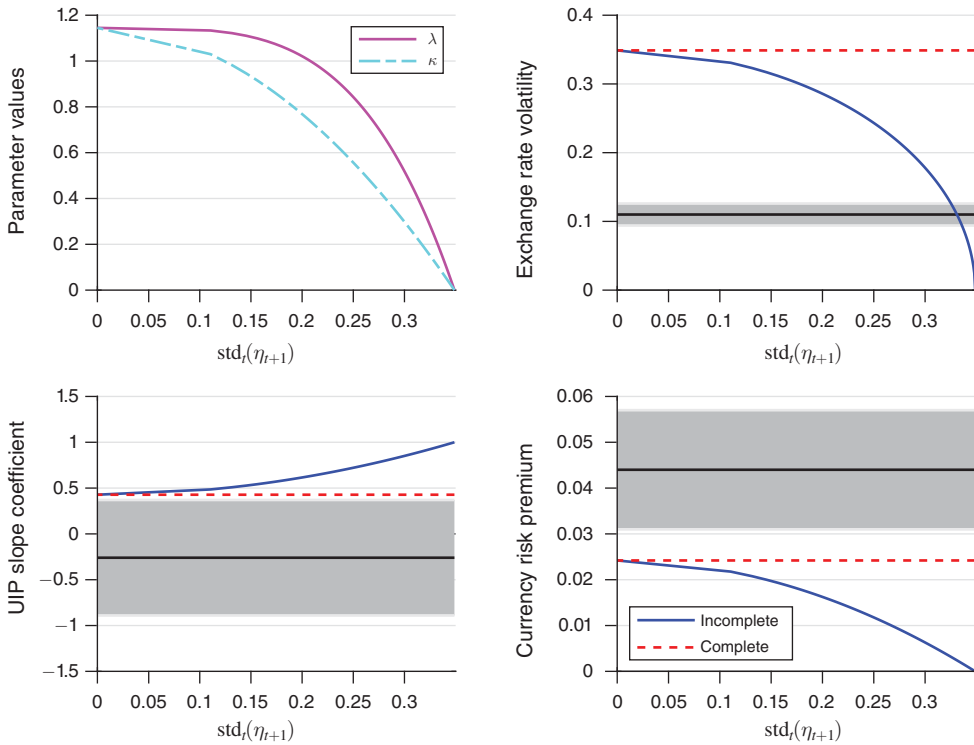 Parameter values
1.2
1
0.8
0.6
0.4
0.2
0
λ
κ
0 0.05 0.1 0.15 0.2 0.25 0.3
std_t(η_{t+1})
Exchange rate volatility
0.4
0.3
0.2
0.1
0
0 0.05 0.1 0.15 0.2 0.25 0.3
std_t(η_{t+1})
UIP slope coefficient
1.5
1
0.5
0
−0.5
−1
−1.5
0 0.05 0.1 0.15 0.2 0.25 0.3
std_t(η_{t+1})
Currency risk premium
0.06
0.05
0.04
0.03
0.02
0.01
0
Incomplete
Complete
0 0.05 0.1 0.15 0.2 0.25 0.3
std_t(η_{t+1})